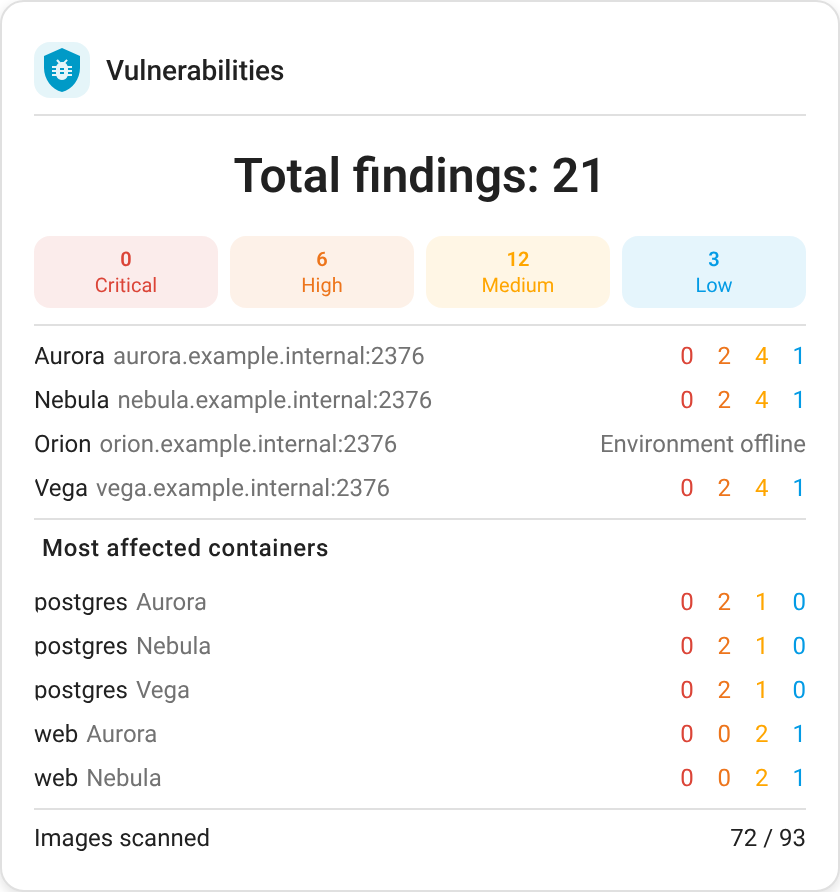 Vulnerabilities
Total findings: 21
0 6 12 3
Critical High Medium Low
Aurora aurora.example.internal:2376 0 2 4 1
Nebula nebula.example.internal:2376 0 2 4 1
Orion orion.example.internal:2376 Environment offline
Vega vega.example.internal:2376 0 2 4 1
Most affected containers
postgres Aurora 0 2 1 0
postgres Nebula 0 2 1 0
postgres Vega 0 2 1 0
web Aurora 0 0 2 1
web Nebula 0 0 2 1
Images scanned 72 / 93